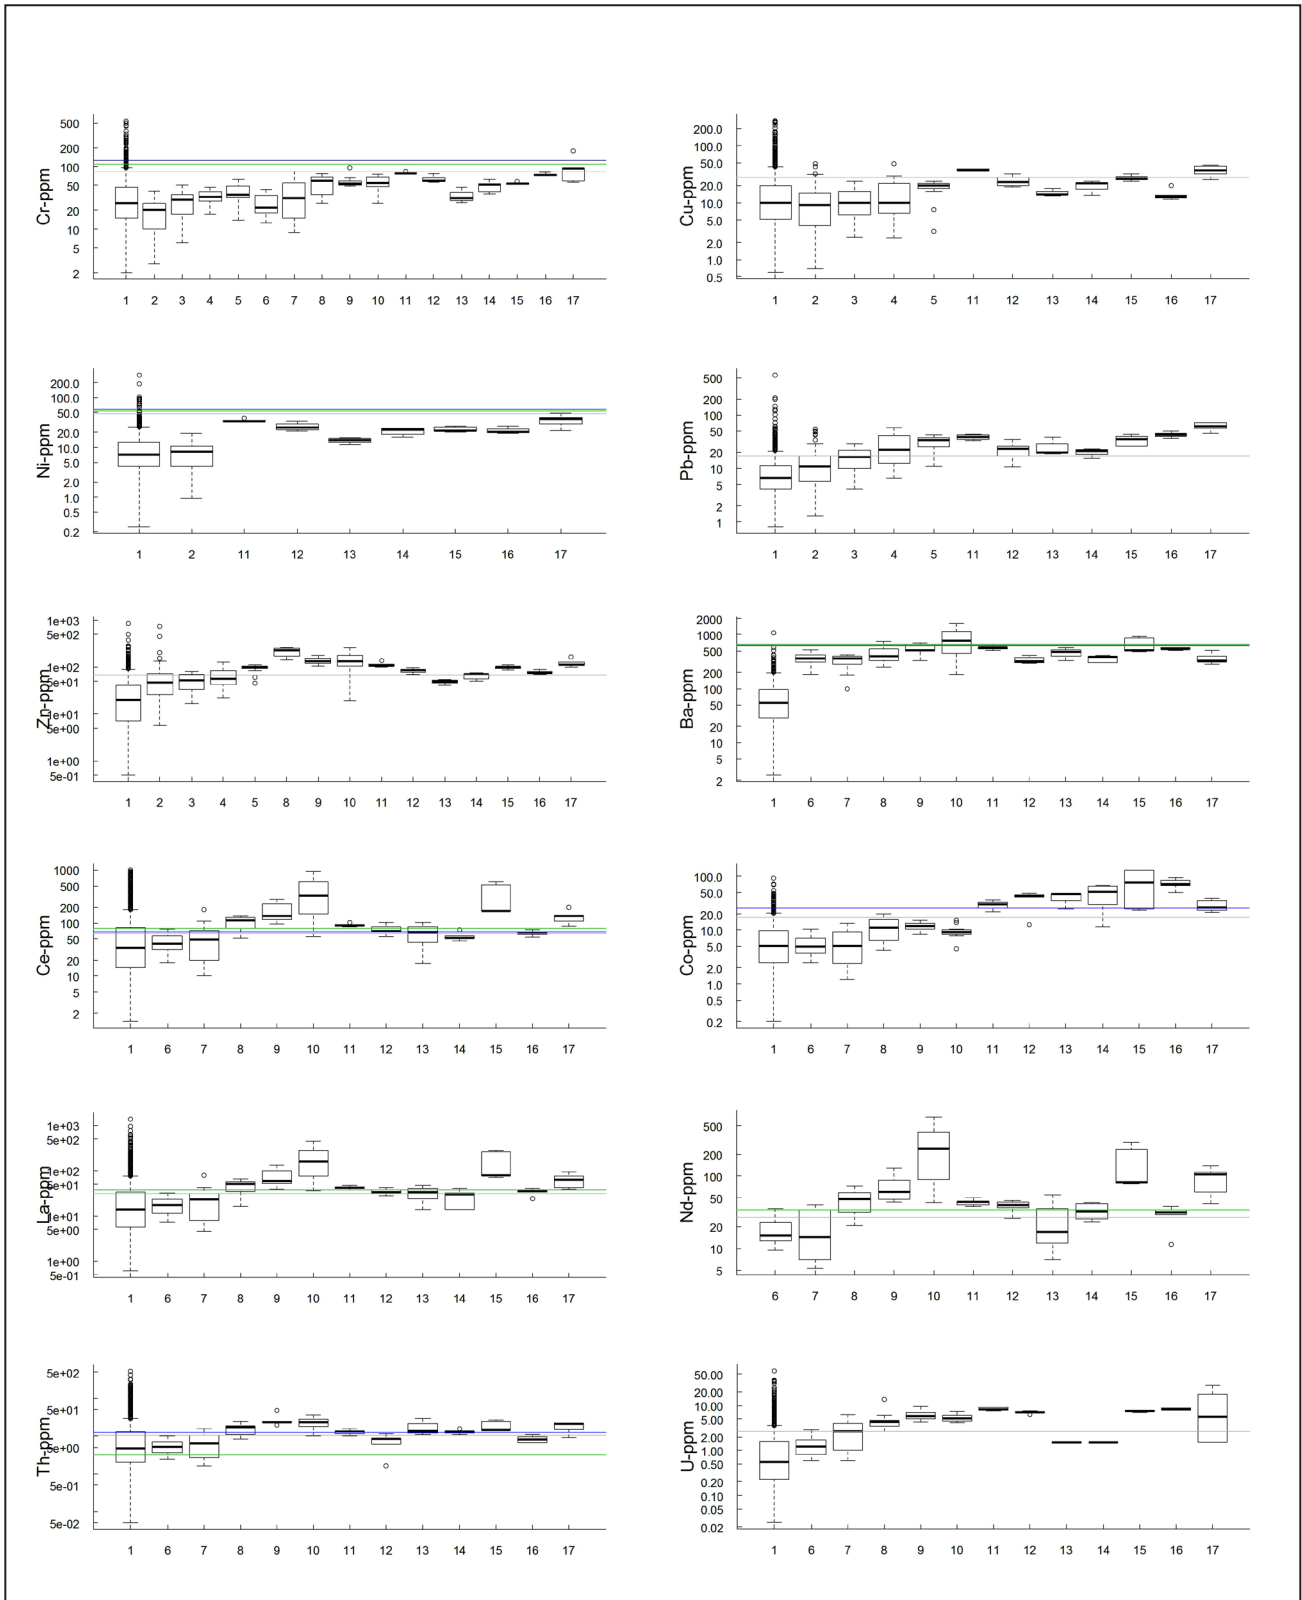 Cr-ppm
500
200
100
50
20
10
5
2
1 2 3 4 5 6 7 8 9 10 11 12 13 14 15 16 17
Cu-ppm
200.0
100.0
50.0
20.0
10.0
5.0
2.0
1.0
0.5
1 2 3 4 5 11 12 13 14 15 16 17
Ni-ppm
200.0
50.0
20.0
10.0
5.0
2.0
1.0
0.5
0.2
1 2 11 12 13 14 15 16 17
Pb-ppm
500
200
100
50
20
10
5
2
1
1 2 3 4 5 11 12 13 14 15 16 17
Zn-ppm
1e+03
5e+02
1e+02
5e+01
1e+01
5e+00
1e+00
5e-01
1 2 3 4 5 8 9 10 11 12 13 14 15 16 17
Ba-ppm
2000
1000
500
200
100
50
20
10
5
2
1 6 7 8 9 10 11 12 13 14 15 16 17
Ce-ppm
1000
500
200
100
50
20
10
5
2
1 6 7 8 9 10 11 12 13 14 15 16 17
Co-ppm
100.0
50.0
20.0
10.0
5.0
2.0
1.0
0.5
0.2
1 6 7 8 9 10 11 12 13 14 15 16 17
La-ppm
1e+03
5e+02
1e+02
5e+01
1e+01
5e+00
1e+00
5e-01
1 6 7 8 9 10 11 12 13 14 15 16 17
Nd-ppm
500
200
100
50
20
10
5
6 7 8 9 10 11 12 13 14 15 16 17
Th-ppm
5e+02
5e+01
5e+00
5e-01
5e-02
1 6 7 8 9 10 11 12 13 14 15 16 17
U-ppm
50.00
20.00
10.00
5.00
2.00
1.00
0.50
0.20
0.10
0.05
0.02
1 6 7 8 9 10 11 12 13 14 15 16 17